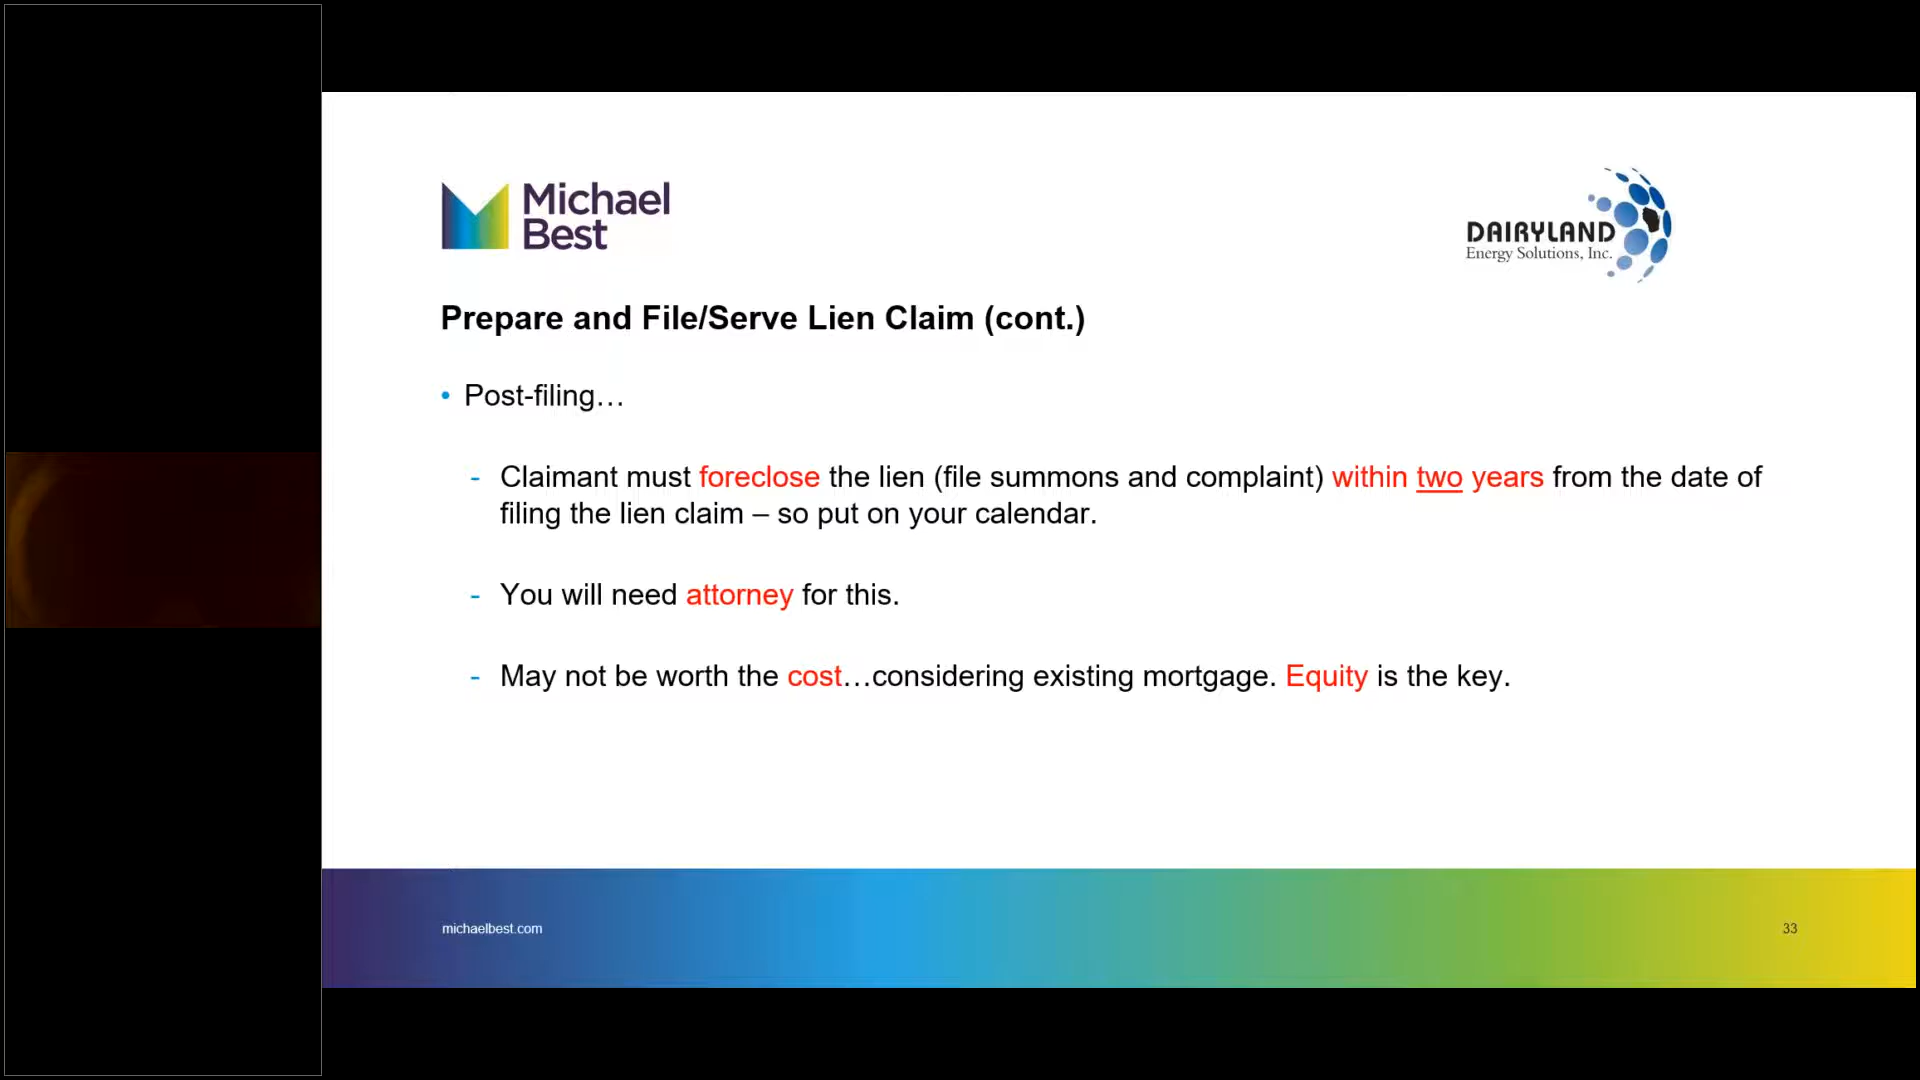 Michael
Best
DAIRYLAND
Energy Solutions, Inc.
Prepare and File/Serve Lien Claim (cont.)
• Post-filing…
- Claimant must foreclose the lien (file summons and complaint) within two years from the date of
filing the lien claim – so put on your calendar.
- You will need attorney for this.
- May not be worth the cost…considering existing mortgage. Equity is the key.
michaelbest.com
33